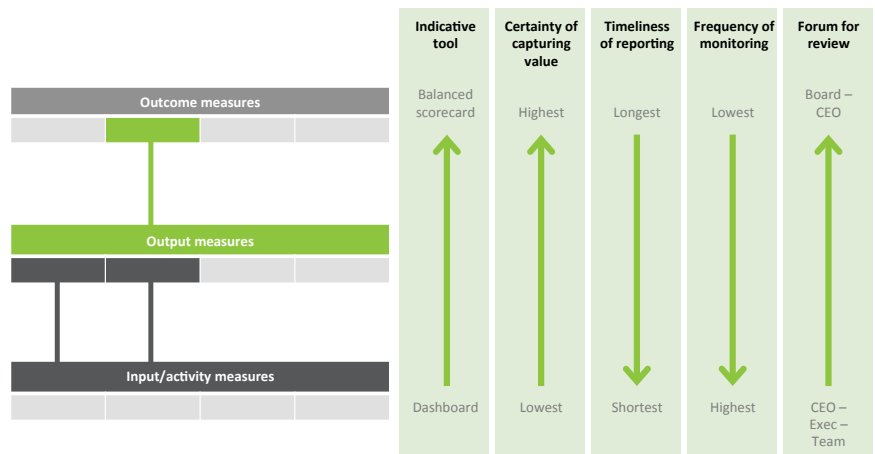 Indicative
tool
Certainty of
capturing
value
Timeliness
of reporting
Frequency of
monitoring
Forum for
review
Outcome measures
Balanced
scorecard
Highest
Longest
Lowest
Board –
CEO
Output measures
Input/activity measures
Dashboard
Lowest
Shortest
Highest
CEO –
Exec –
Team